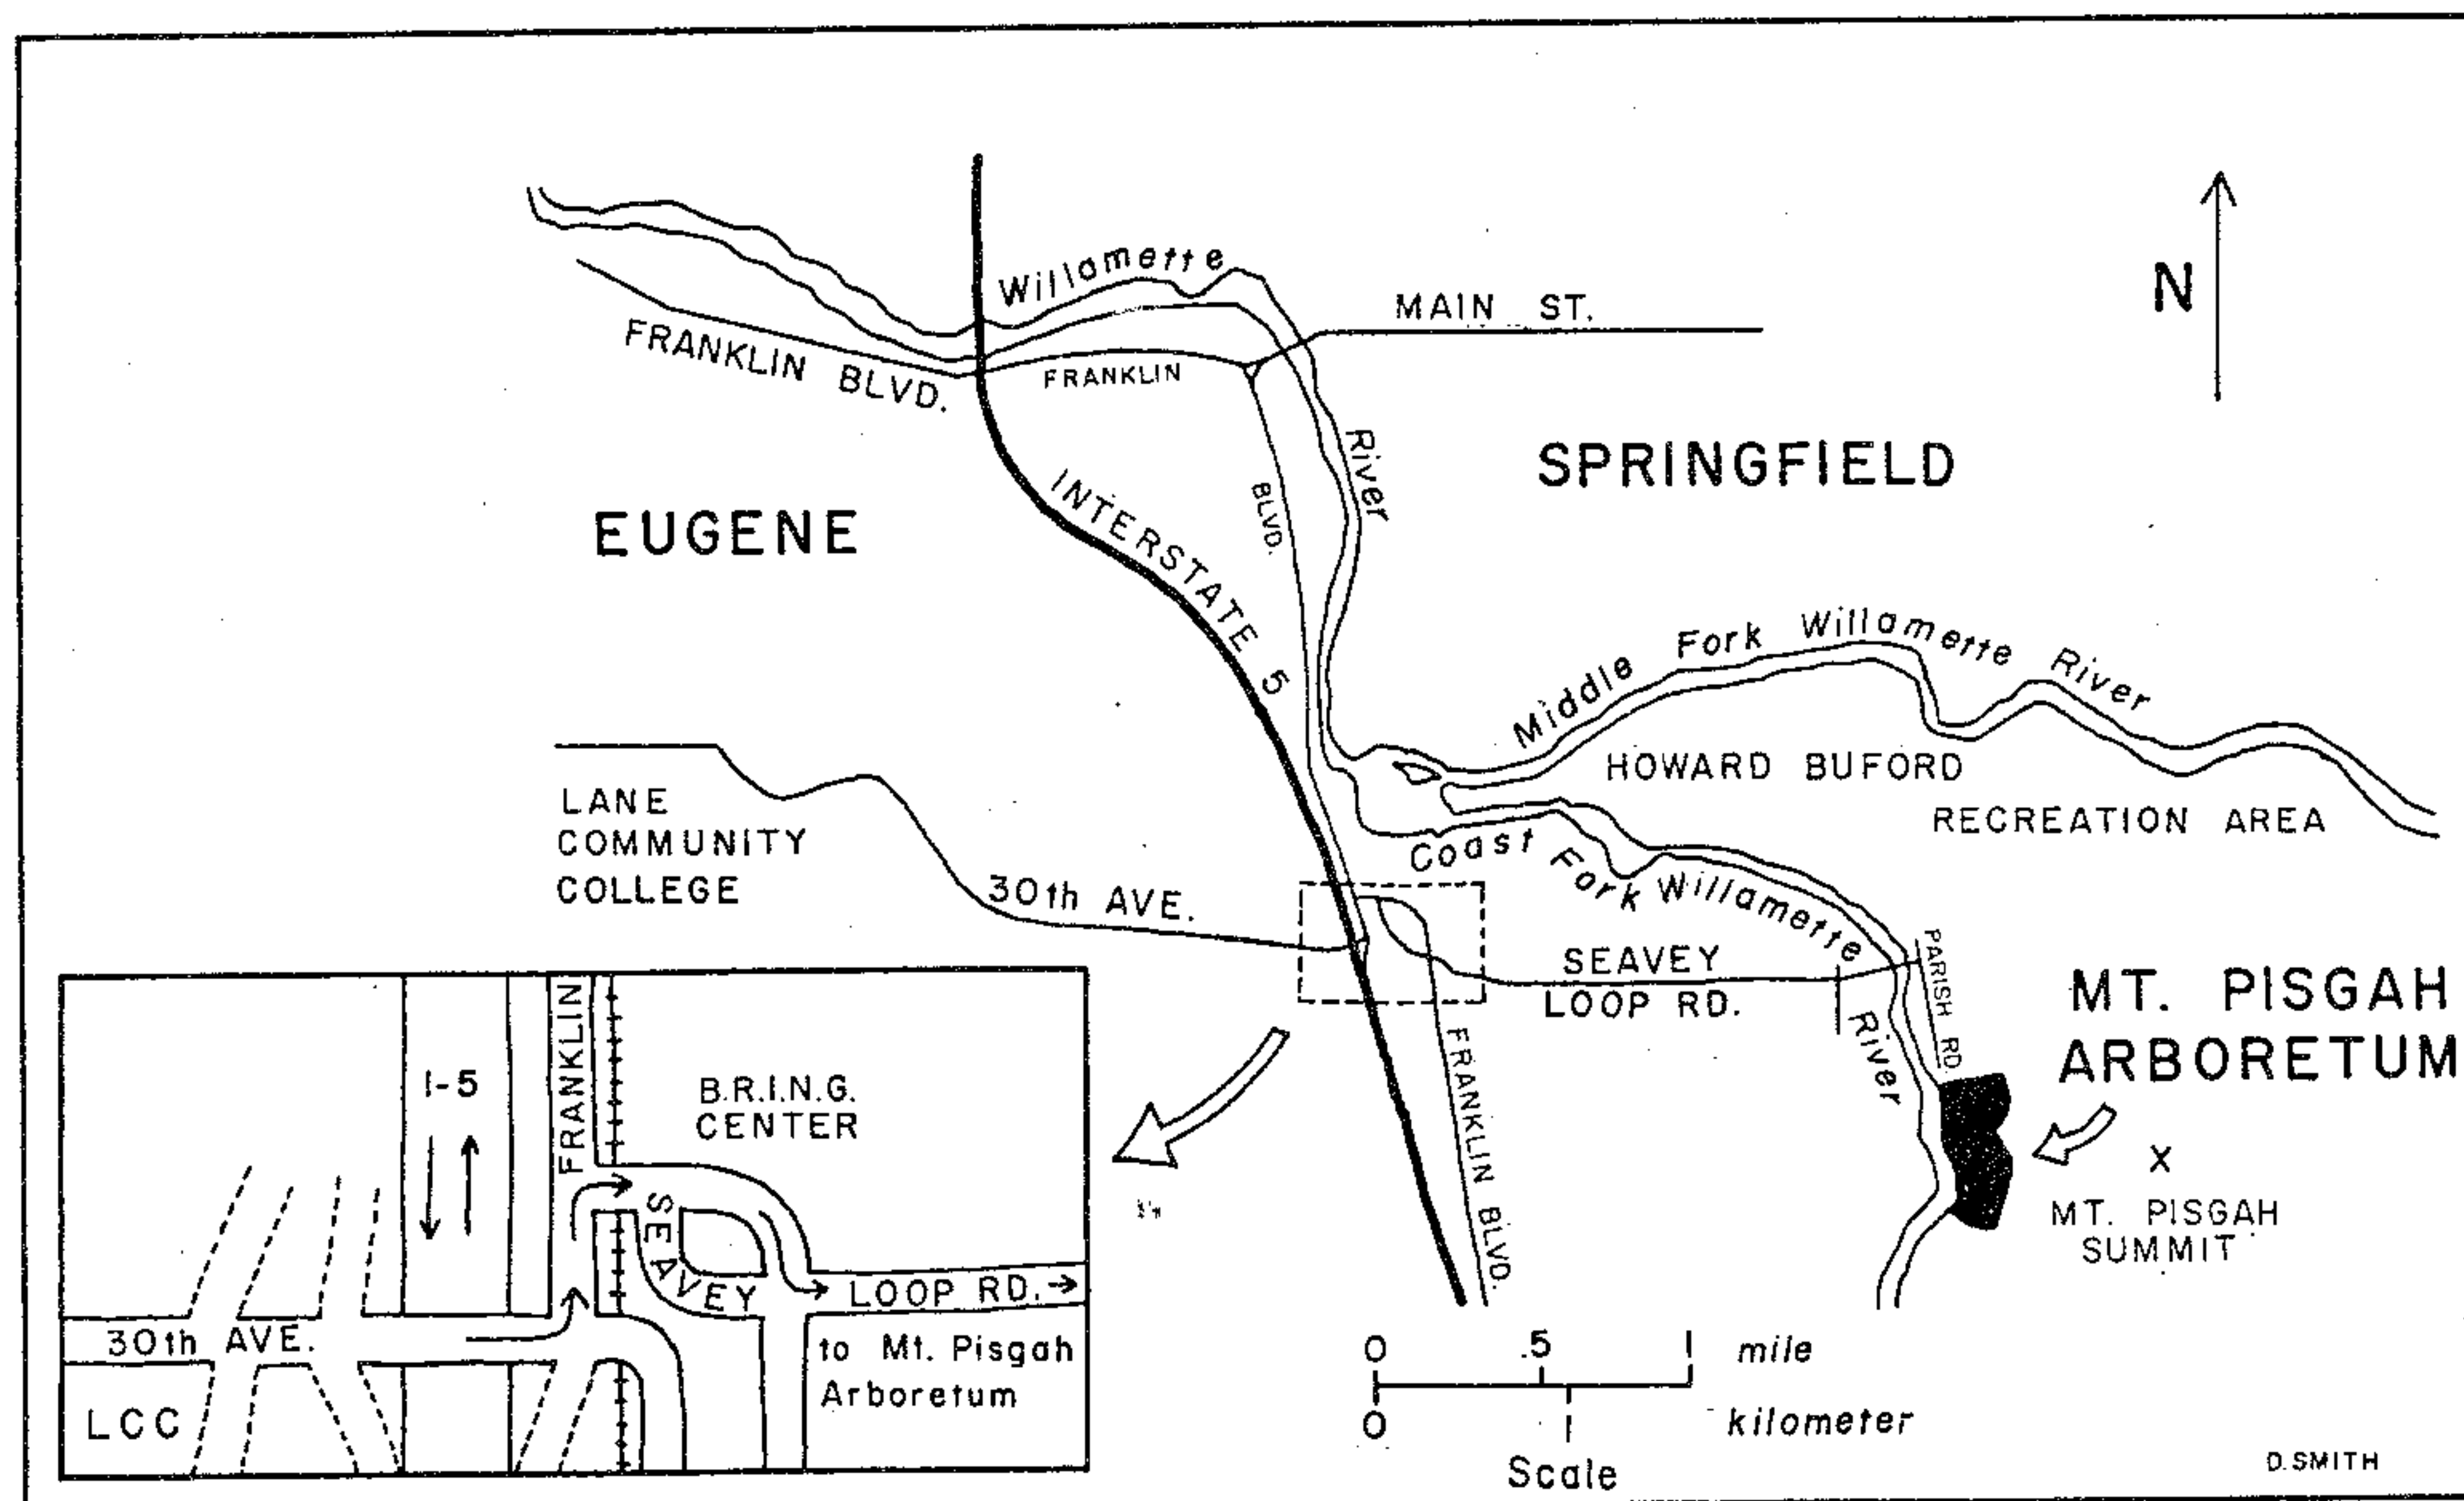 Willamette
MAIN ST.
FRANKLIN BLVD.
FRANKLIN
N
River
SPRINGFIELD
BLVD.
INTERSTATE 5
EUGENE
Middle Fork Willamette River
HOWARD BUFORD
RECREATION AREA
LANE
COMMUNITY
COLLEGE
30th AVE.
Coast Fork Willamette
River
SEAVEY
LOOP RD.
PARISH RD.
MT. PISGAH
ARBORETUM
FRANKLIN BLVD.
X
MT. PISGAH
SUMMIT
FRANKLIN
I-5
B.R.I.N.G.
CENTER
SEAVEY
LOOP RD.
30th AVE.
to Mt. Pisgah
Arboretum
LCC
0 .5 1 mile
0 1 kilometer
Scale
D. SMITH